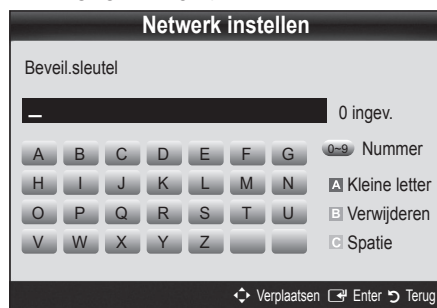 Netwerk instellen
Beveil.sleutel
_ 0 ingev.
A B C D E F G 0~9 Nummer
H I J K L M N A Kleine letter
O P Q R S T U B Verwijderen
V W X Y Z C Spatie
Verplaatsen Enter Terug